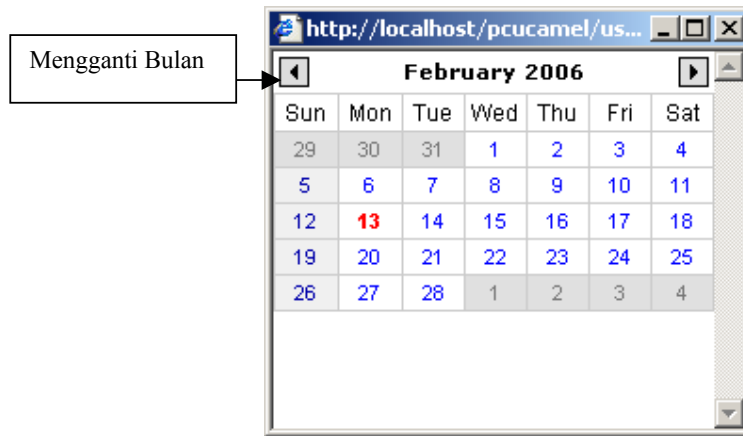 http://localhost/pcucamel/us...
Mengganti Bulan
February 2006
Sun Mon Tue Wed Thu Fri Sat
29 30 31 1 2 3 4
5 6 7 8 9 10 11
12 13 14 15 16 17 18
19 20 21 22 23 24 25
26 27 28 1 2 3 4